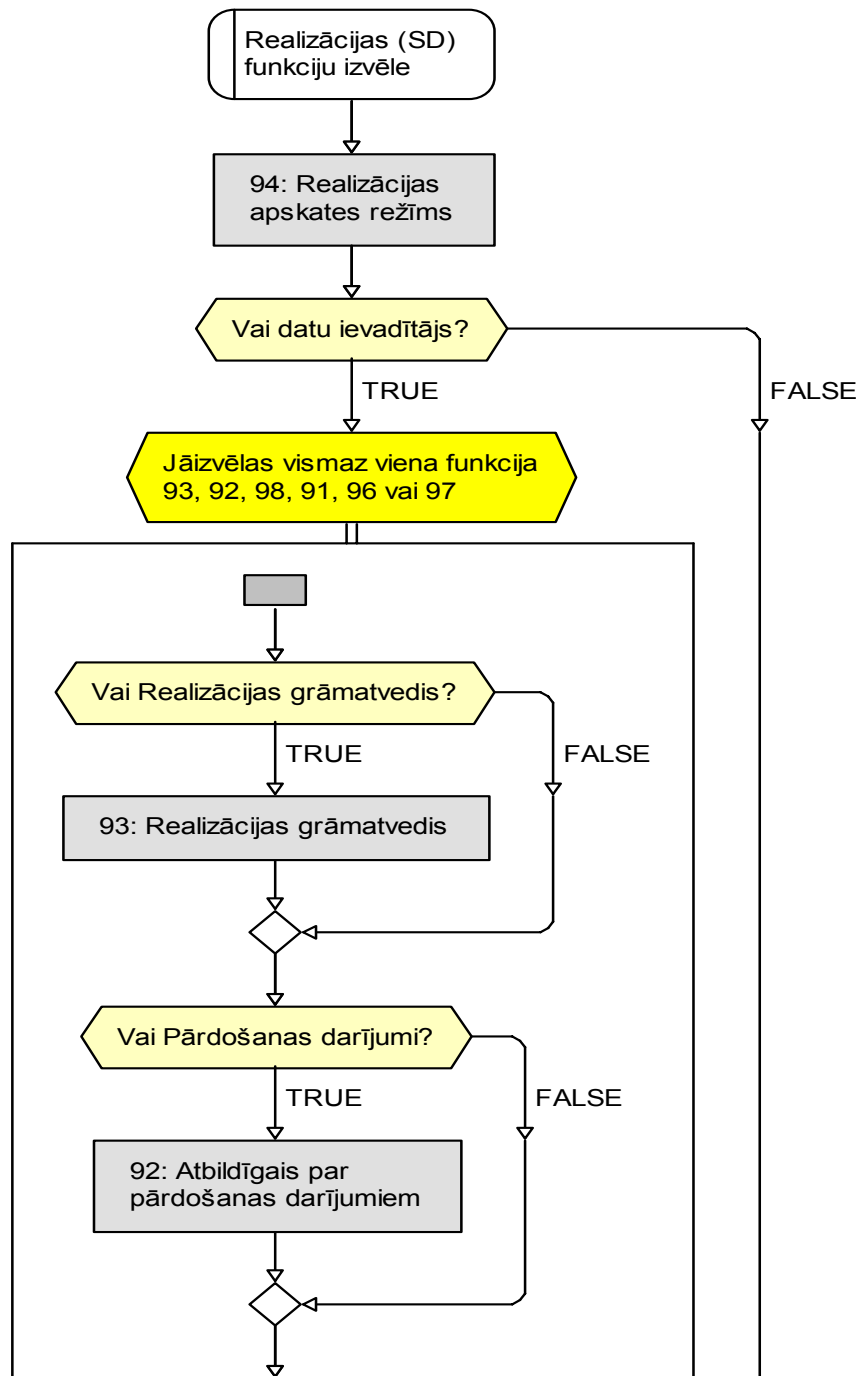 Realizācijas (SD)
funkciju izvēle
94: Realizācijas
apskates režīms
Vai datu ievadītājs?
TRUE
FALSE
Jāizvēlas vismaz viena funkcija
93, 92, 98, 91, 96 vai 97
Vai Realizācijas grāmatvedis?
TRUE
FALSE
93: Realizācijas grāmatvedis
Vai Pārdošanas darījumi?
TRUE
FALSE
92: Atbildīgais par
pārdošanas darījumiem